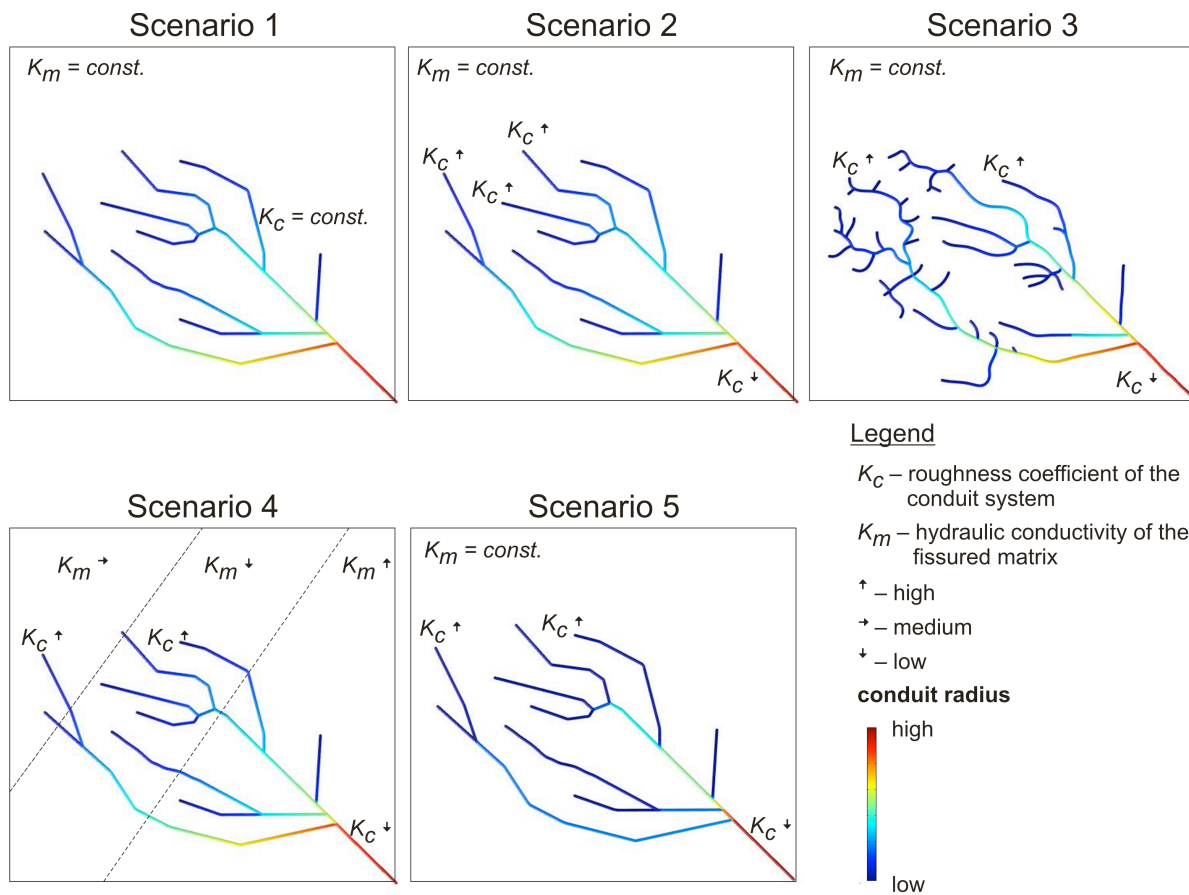 Scenario 1
Scenario 2
Scenario 3
Km = const.
Km = const.
Km = const.
Kc = const.
Kc ↑
Kc ↑
Kc ↑
Kc ↓
Kc ↑
Kc ↑
Kc ↓
Scenario 4
Scenario 5
Km →
Km ↓
Km ↑
Kc ↑
Kc ↑
Kc ↓
Km = const.
Kc ↑
Kc ↑
Kc ↓
Legend
Kc – roughness coefficient of the
conduit system
Km – hydraulic conductivity of the
fissured matrix
↑ – high
→ – medium
↓ – low
conduit radius
high
low